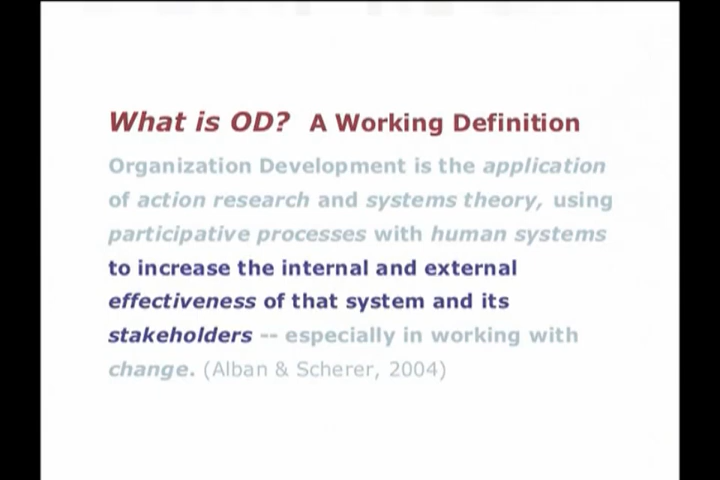 What is OD? A Working Definition
Organization Development is the application
of action research and systems theory, using
participative processes with human systems
to increase the internal and external
effectiveness of that system and its
stakeholders -- especially in working with
change. (Alban & Scherer, 2004)